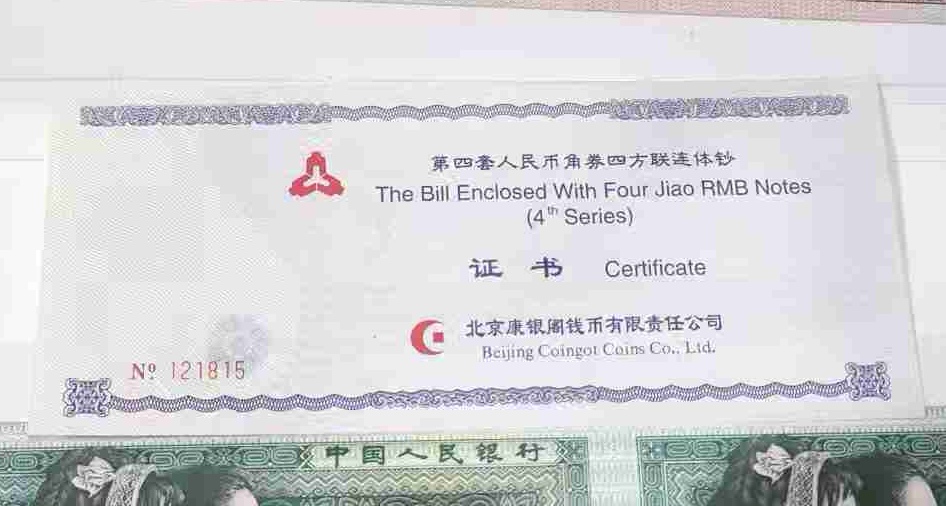 第四套人民币角券四方联连体钞
The Bill Enclosed With Four Jiao RMB Notes
(4th Series)
证 书 Certificate
北京康银阁钱币有限责任公司
Beijing Coingot Coins Co., Ltd.
Nº 121815
中国人民银行